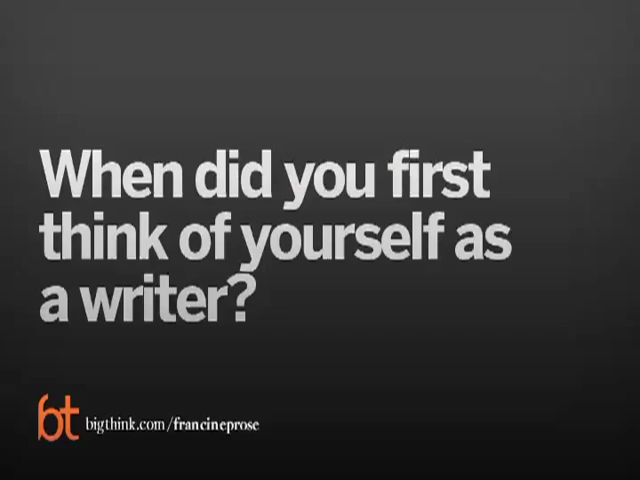 When did you first
think of yourself as
a writer?
bt bigthink.com/francineprose